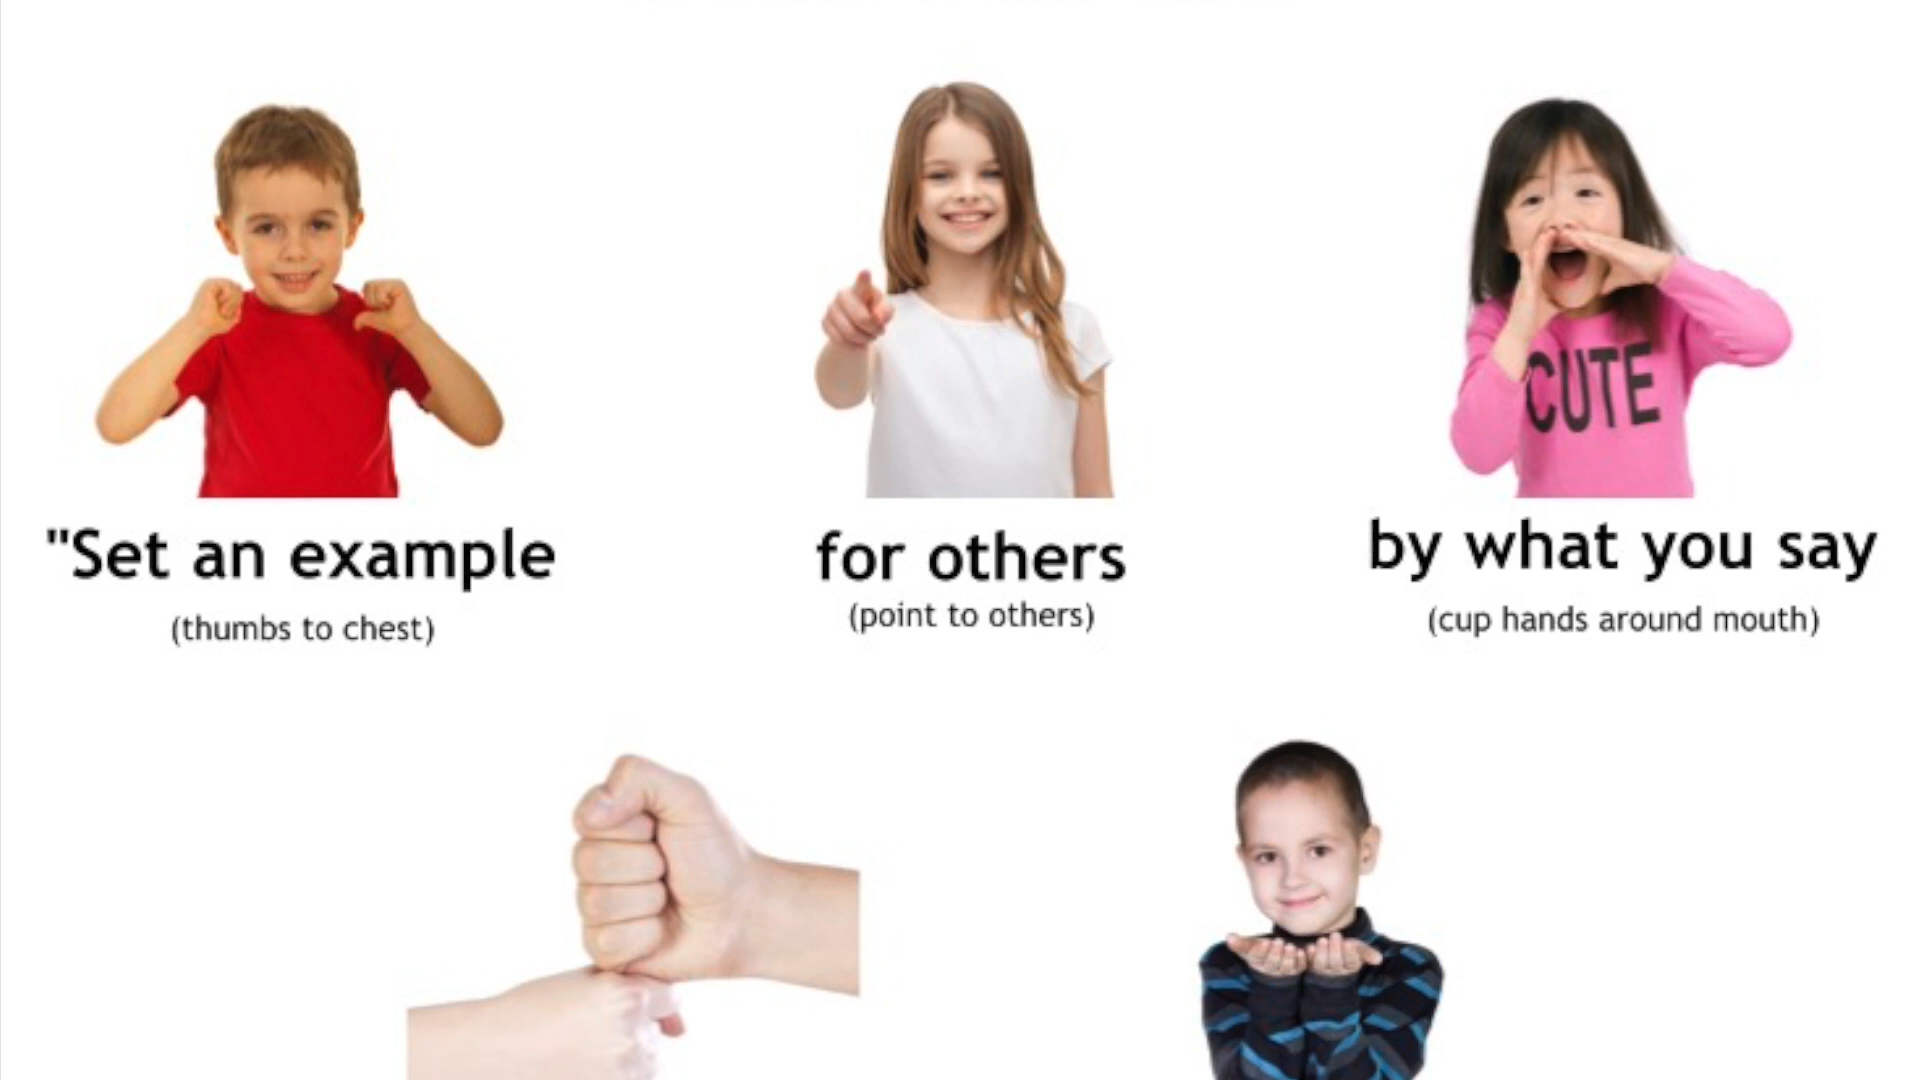 CUTE
"Set an example
(thumbs to chest)
for others
(point to others)
by what you say
(cup hands around mouth)